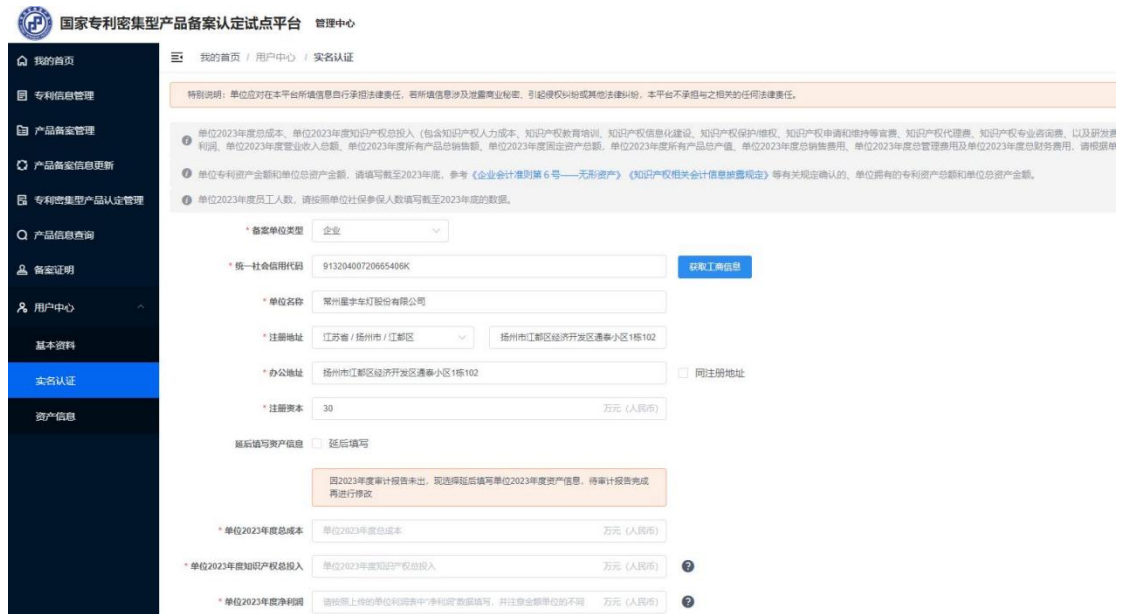 国家专利密集型产品备案认定试点平台 管理中心
我的首页
专利信息管理
产品备案管理
产品备案信息更新
专利密集型产品认定管理
产品信息查询
备案证明
用户中心
基本资料
实名认证
资产信息
我的首页 / 用户中心 / 实名认证
特别说明：单位应对在本平台所填信息自行承担法律责任，若所填信息涉及泄露商业秘密、引起侵权纠纷或其他法律纠纷，本平台不承担与之相关的任何法律责任。
单位2023年度总成本、单位2023年度知识产权总投入（包含知识产权人力成本、知识产权教育培训、知识产权信息化建设、知识产权保护/维权、知识产权申请和维持等官费、知识产权代理费、知识产权专业咨询费，以及研发费
利润、单位2023年度营业收入总额、单位2023年度所有产品总销售额、单位2023年度固定资产总额、单位2023年度所有产品总产值、单位2023年度总销售费用、单位2023年度总管理费用及单位2023年度总财务费用，请根据单
单位专利资产金额和单位总资产金额，请填写截至2023年底，参考《企业会计准则第6号——无形资产》《知识产权相关会计信息披露规定》等有关规定确认的、单位拥有的专利资产总额和单位总资产金额。
单位2023年度员工人数，请按照单位社保参保人数填写截至2023年底的数据。
* 备案单位类型 企业
* 统一社会信用代码 91320400720665406K 获取工商信息
* 单位名称 常州星宇车灯股份有限公司
* 注册地址 江苏省 / 扬州市 / 江都区 扬州市江都区经济开发区通泰小区1栋102
* 办公地址 扬州市江都区经济开发区通泰小区1栋102 同注册地址
* 注册资本 30 万元（人民币）
延后填写资产信息 延后填写
因2023年度审计报告未出，现选择延后填写单位2023年度资产信息，待审计报告完成
再进行修改
* 单位2023年度总成本 单位2023年度总成本 万元（人民币）
* 单位2023年度知识产权总投入 单位2023年度知识产权总投入 万元（人民币）
* 单位2023年度净利润 请按照上传的单位利润表中“净利润”数据填写，并注意金额单位的不同 万元（人民币）